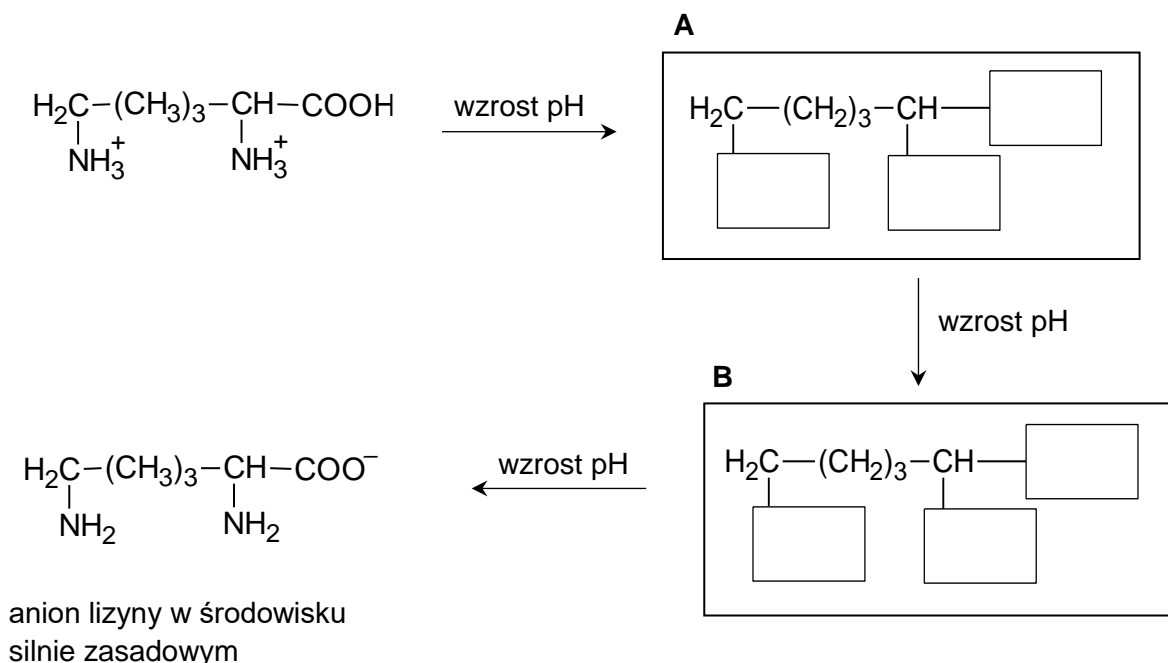 A
H₂C–(CH₃)₃–CH–COOH
NH₃⁺ NH₃⁺
wzrost pH
H₂C–(CH₂)₃–CH
wzrost pH
B
H₂C–(CH₃)₃–CH–COO⁻
NH₂ NH₂
wzrost pH
H₂C–(CH₂)₃–CH
anion lizyny w środowisku
silnie zasadowym